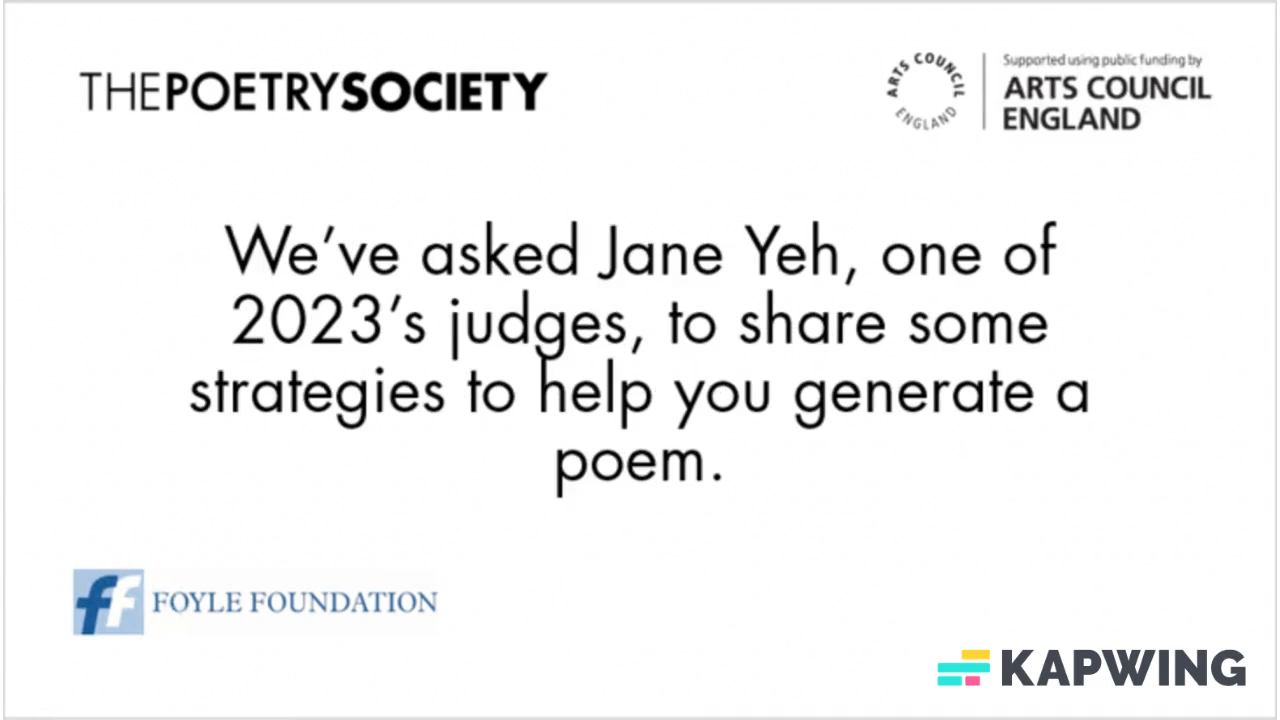 THEPOETRYSOCIETY
ARTS COUNCIL
ENGLAND
Supported using public funding by
ARTS COUNCIL
ENGLAND
We’ve asked Jane Yeh, one of
2023’s judges, to share some
strategies to help you generate a
poem.
ff
FOYLE FOUNDATION
KAPWING